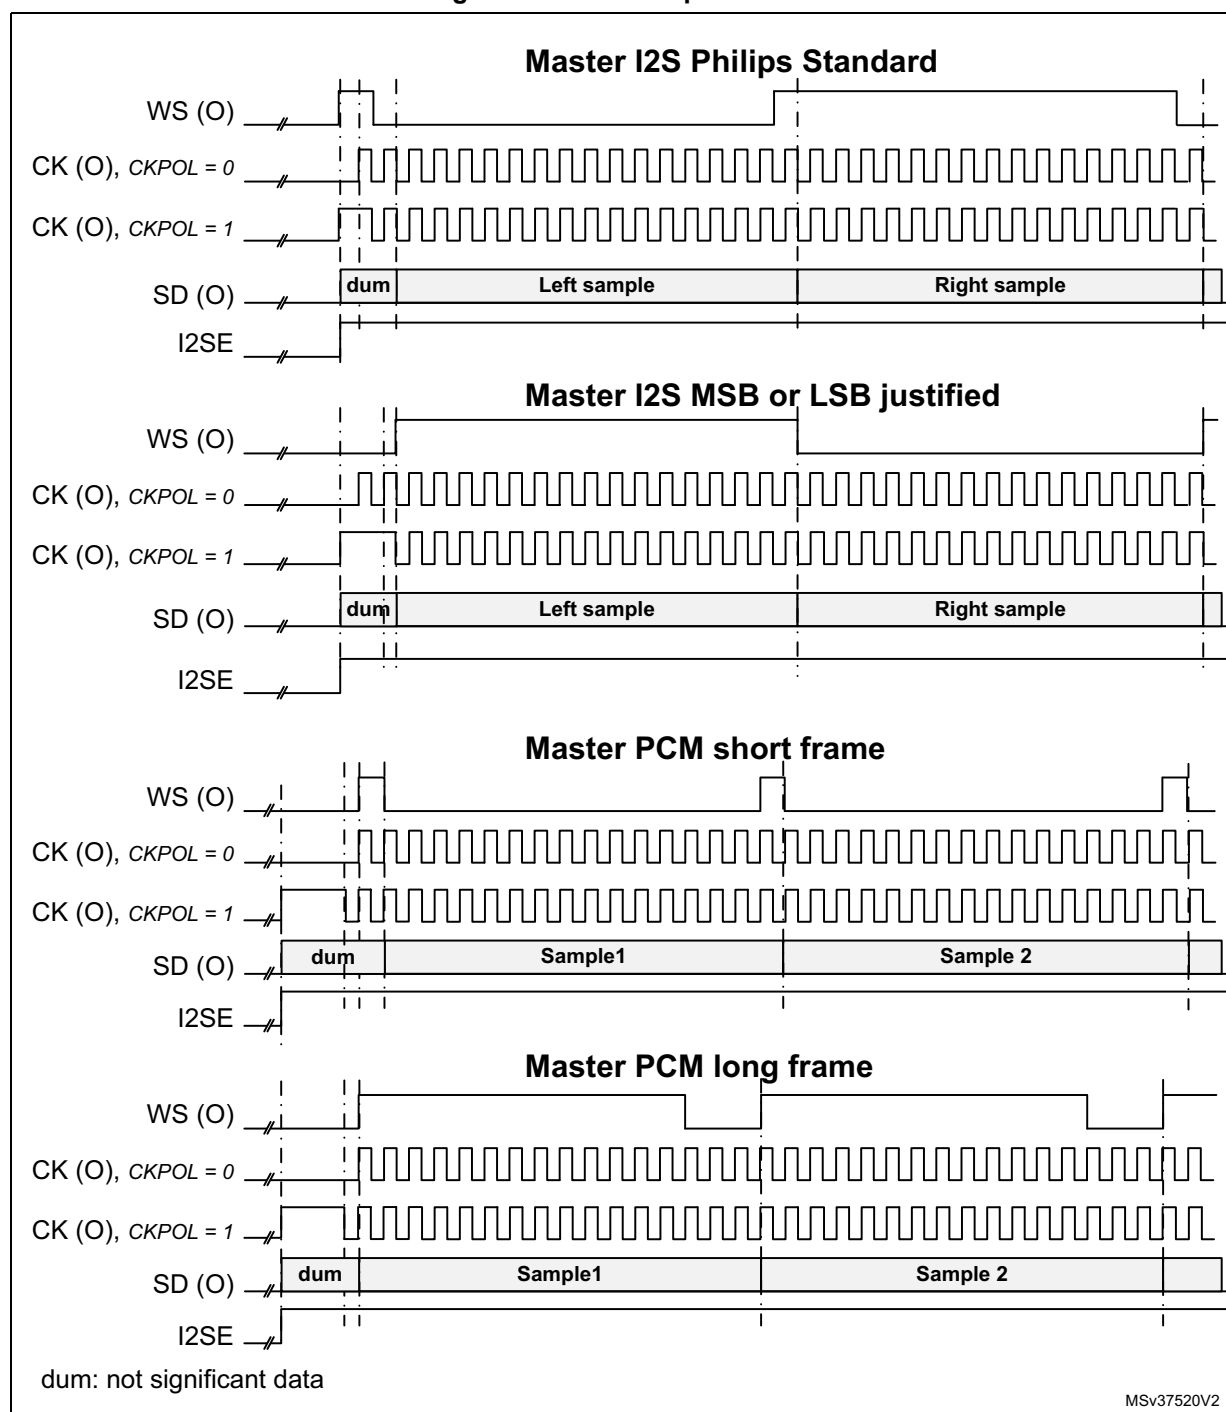 Master I2S Philips Standard
WS (O)
CK (O), CKPOL = 0
CK (O), CKPOL = 1
SD (O) dum Left sample Right sample
I2SE
Master I2S MSB or LSB justified
WS (O)
CK (O), CKPOL = 0
CK (O), CKPOL = 1
SD (O) dum Left sample Right sample
I2SE
Master PCM short frame
WS (O)
CK (O), CKPOL = 0
CK (O), CKPOL = 1
SD (O) dum Sample1 Sample 2
I2SE
Master PCM long frame
WS (O)
CK (O), CKPOL = 0
CK (O), CKPOL = 1
SD (O) dum Sample1 Sample 2
I2SE
dum: not significant data
MSv37520V2